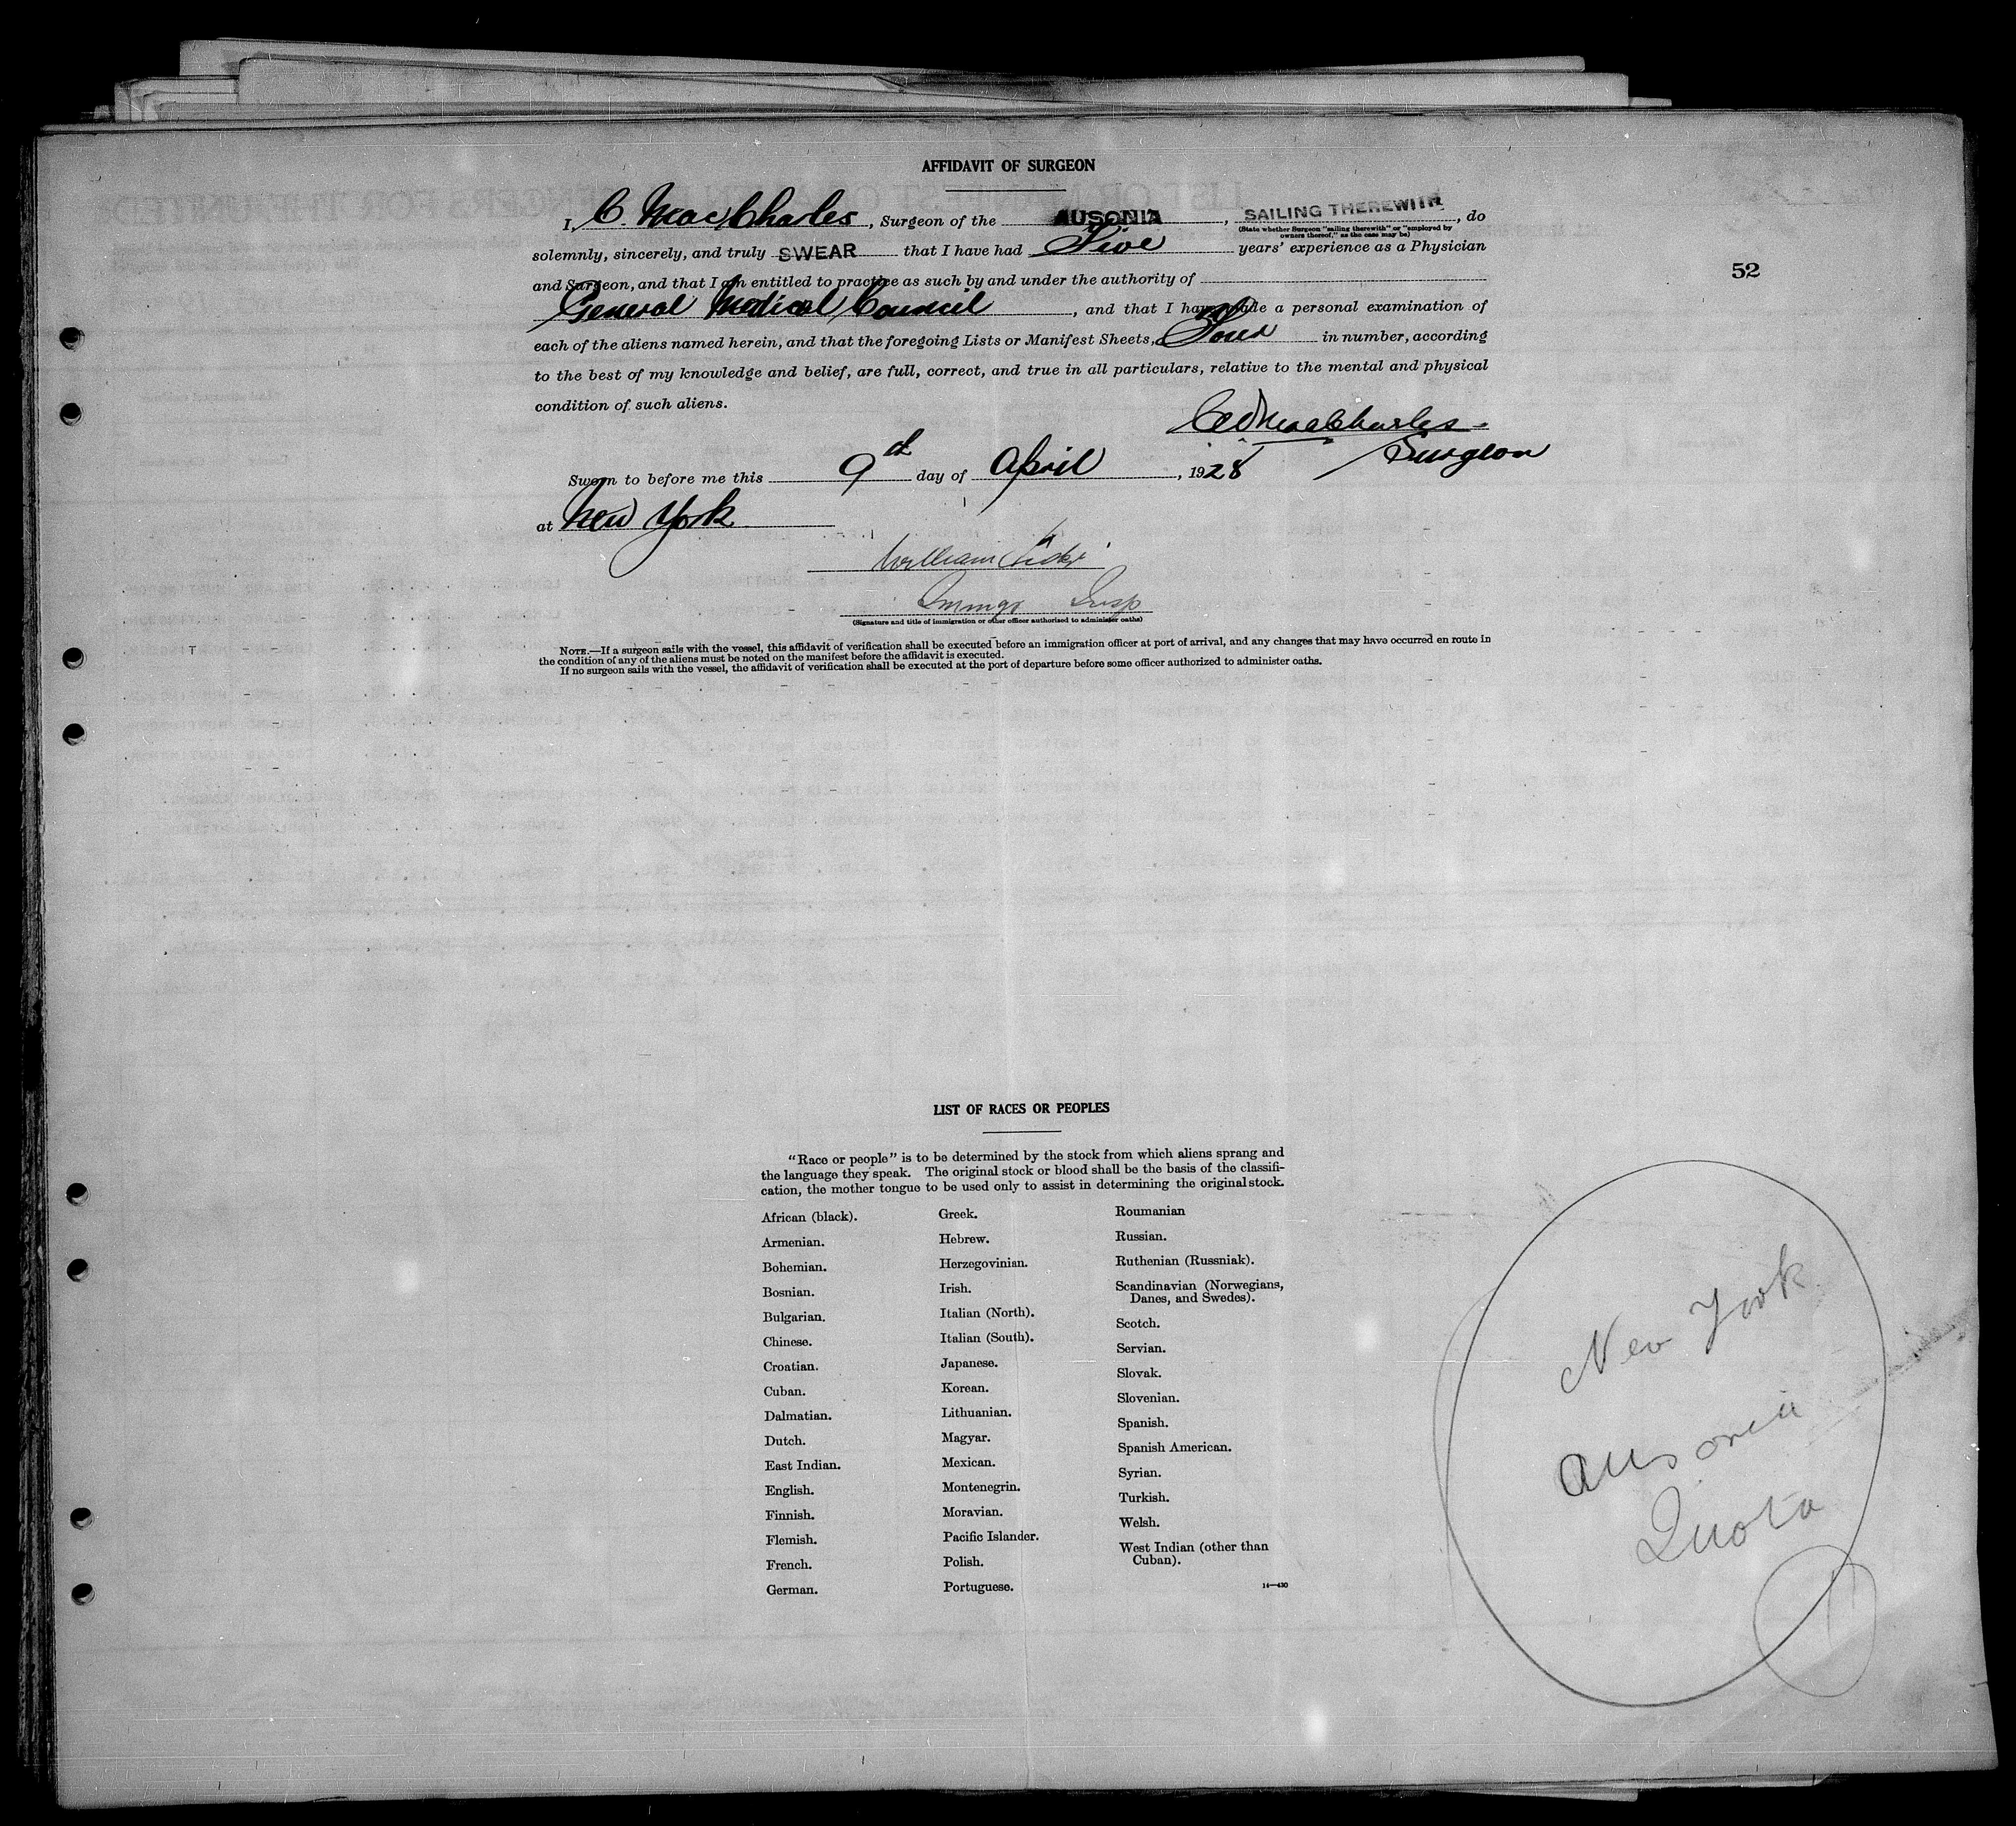 AFFIDAVIT OF SURGEON
I, C. MacCharles, Surgeon of the AUSONIA, SAILING THEREWITH, do
(State whether Surgeon "sailing therewith" or "employed by
owners thereof," as the case may be)
solemnly, sincerely, and truly SWEAR that I have had Five years' experience as a Physician
and Surgeon, and that I am entitled to practice as such by and under the authority of
General Medical Council, and that I have made a personal examination of
each of the aliens named herein, and that the foregoing Lists or Manifest Sheets, Four in number, according
to the best of my knowledge and belief, are full, correct, and true in all particulars, relative to the mental and physical
condition of such aliens.
MacCharles
Surgeon
Sworn to before me this 9th day of April, 1928
at New York
William
Immgr Insp
(Signature and title of immigration or other officer authorized to administer oaths)
NOTE.—If a surgeon sails with the vessel, this affidavit of verification shall be executed before an immigration officer at port of arrival, and any changes that may have occurred en route in
the condition of any of the aliens must be noted on the manifest before the affidavit is executed.
If no surgeon sails with the vessel, the affidavit of verification shall be executed at the port of departure before some officer authorized to administer oaths.
52
LIST OF RACES OR PEOPLES
"Race or people" is to be determined by the stock from which aliens sprang and
the language they speak. The original stock or blood shall be the basis of the classifi-
cation, the mother tongue to be used only to assist in determining the original stock.
African (black).
Armenian.
Bohemian.
Bosnian.
Bulgarian.
Chinese.
Croatian.
Cuban.
Dalmatian.
Dutch.
East Indian.
English.
Finnish.
Flemish.
French.
German.
Greek.
Hebrew.
Herzegovinian.
Irish.
Italian (North).
Italian (South).
Japanese.
Korean.
Lithuanian.
Magyar.
Mexican.
Montenegrin.
Moravian.
Pacific Islander.
Polish.
Portuguese.
Roumanian
Russian.
Ruthenian (Russniak).
Scandinavian (Norwegians,
Danes, and Swedes).
Scotch.
Servian.
Slovak.
Slovenian.
Spanish.
Spanish American.
Syrian.
Turkish.
Welsh.
West Indian (other than
Cuban).
14—430
New York
Ausonia
Quota